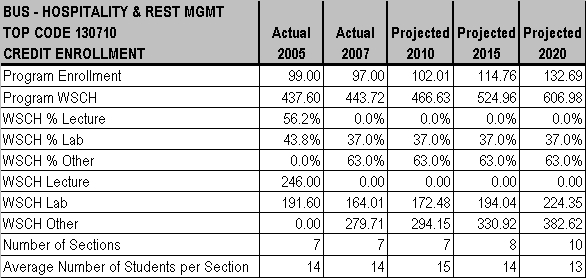 BUS - HOSPITALITY & REST MGMT
TOP CODE 130710 Actual Actual Projected Projected Projected
CREDIT ENROLLMENT 2005 2007 2010 2015 2020
Program Enrollment 99.00 97.00 102.01 114.76 132.69
Program WSCH 437.60 443.72 466.63 524.96 606.98
WSCH % Lecture 56.2% 0.0% 0.0% 0.0% 0.0%
WSCH % Lab 43.8% 37.0% 37.0% 37.0% 37.0%
WSCH % Other 0.0% 63.0% 63.0% 63.0% 63.0%
WSCH Lecture 246.00 0.00 0.00 0.00 0.00
WSCH Lab 191.60 164.01 172.48 194.04 224.35
WSCH Other 0.00 279.71 294.15 330.92 382.62
Number of Sections 7 7 7 8 10
Average Number of Students per Section 14 14 15 14 13